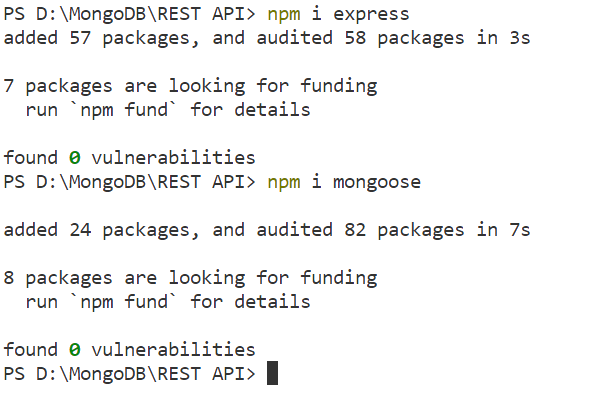 PS D:\MongoDB\REST API> npm i express
added 57 packages, and audited 58 packages in 3s
7 packages are looking for funding
  run `npm fund` for details
found 0 vulnerabilities
PS D:\MongoDB\REST API> npm i mongoose
added 24 packages, and audited 82 packages in 7s
8 packages are looking for funding
  run `npm fund` for details
found 0 vulnerabilities
PS D:\MongoDB\REST API>